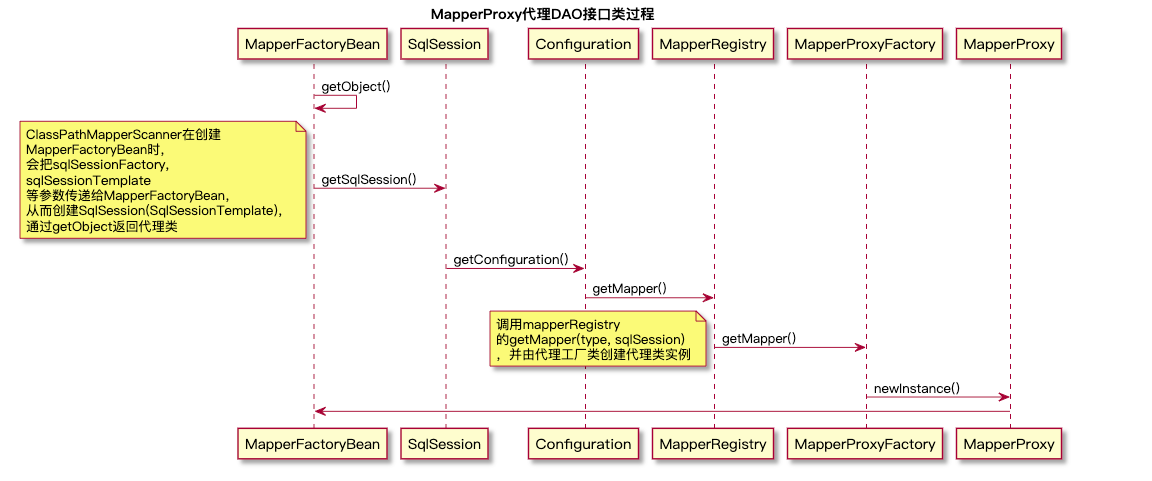 MapperProxy代理DAO接口类过程
MapperFactoryBean
SqlSession
Configuration
MapperRegistry
MapperProxyFactory
MapperProxy
getObject()
ClassPathMapperScanner在创建
MapperFactoryBean时，
会把sqlSessionFactory，
sqlSessionTemplate
等参数传递给MapperFactoryBean，
从而创建SqlSession(SqlSessionTemplate)，
通过getObject返回代理类
getSqlSession()
getConfiguration()
getMapper()
调用mapperRegistry
的getMapper(type, sqlSession)
，并由代理工厂类创建代理类实例
getMapper()
newInstance()
MapperFactoryBean
SqlSession
Configuration
MapperRegistry
MapperProxyFactory
MapperProxy